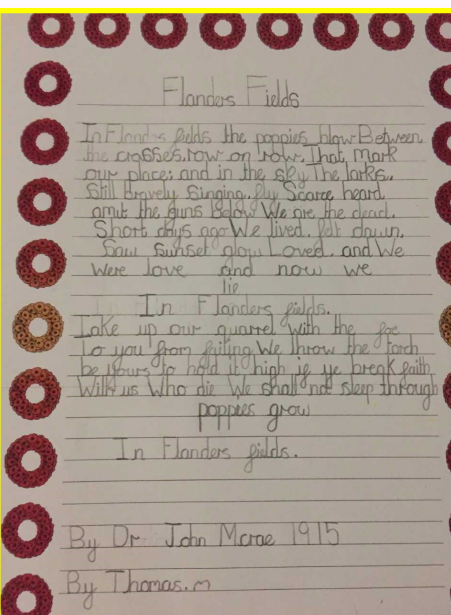 Flanders Fields
In Flanders fields the poppies blow Between
the crosses, row on row, That Mark
our place; and in the sky The larks,
Still bravely Singing, fly Scarce heard
amit the guns Below We are the dead.
Short days ago We lived, felt dawn,
Saw Sunset glow, Loved, and We
Were love and now we
lie
In Flanders fields.
Take up our quarrel with the foe
To you from failing We throw the torch
be yours to hold it high if ye break faith
With us Who die We shall not sleep through
poppies grow
In Flanders fields.
By Dr John Mcrae 1915
By Thomas.m